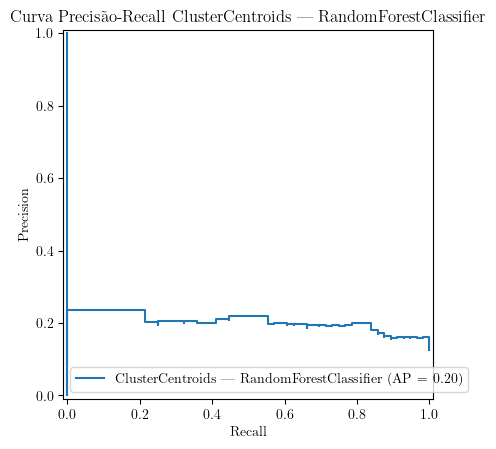 Curva Precisão-Recall ClusterCentroids — RandomForestClassifier
1.0
0.8
0.6
0.4
0.2
0.0
Precision
ClusterCentroids — RandomForestClassifier (AP = 0.20)
0.0 0.2 0.4 0.6 0.8 1.0
Recall